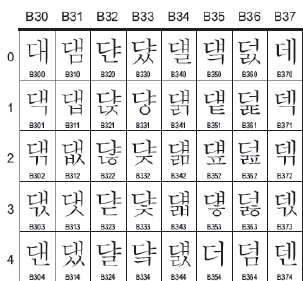 B30 B31 B32 B33 B34 B35 B36 B37
0 대 댐 댠 댰 덀 덐 덠 데
B300 B310 B320 B330 B340 B350 B360 B370
1 댁 댑 댡 댱 덁 덑 덡 덱
B301 B311 B321 B331 B341 B351 B361 B371
2 댂 댒 댢 댲 덂 덒 덢 덲
B302 B312 B322 B332 B342 B352 B362 B372
3 댃 댓 댣 댳 덃 덓 덣 덳
B303 B313 B323 B333 B343 B353 B363 B373
4 댄 댔 댤 댴 덄 더 덤 덴
B304 B314 B324 B334 B344 B354 B364 B374